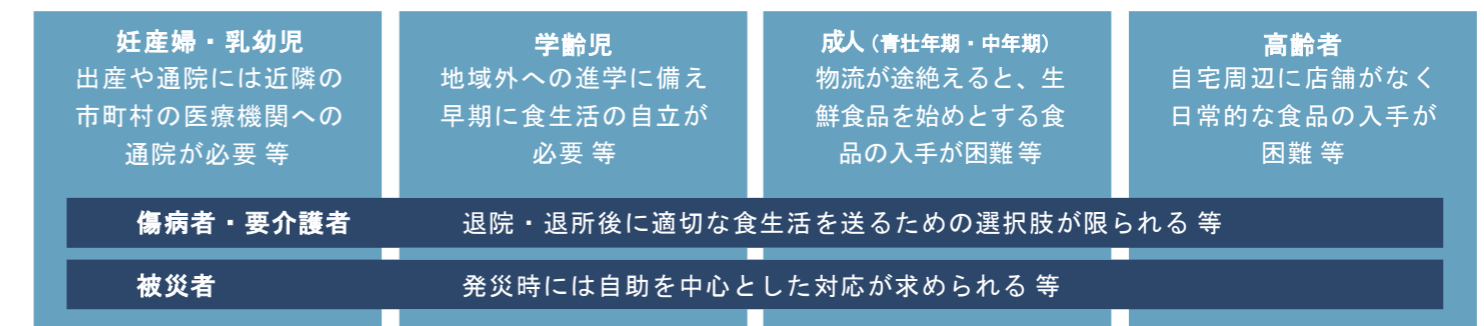 妊産婦・乳幼児
出産や通院には近隣の
市町村の医療機関への
通院が必要 等
学齢児
地域外への進学に備え
早期に食生活の自立が
必要 等
成人（青壮年期・中年期）
物流が途絶えると、生
鮮食品を始めとする食
品の入手が困難 等
高齢者
自宅周辺に店舗がなく
日常的な食品の入手が
困難 等
傷病者・要介護者 退院・退所後に適切な食生活を送るための選択肢が限られる 等
被災者 発災時には自助を中心とした対応が求められる 等